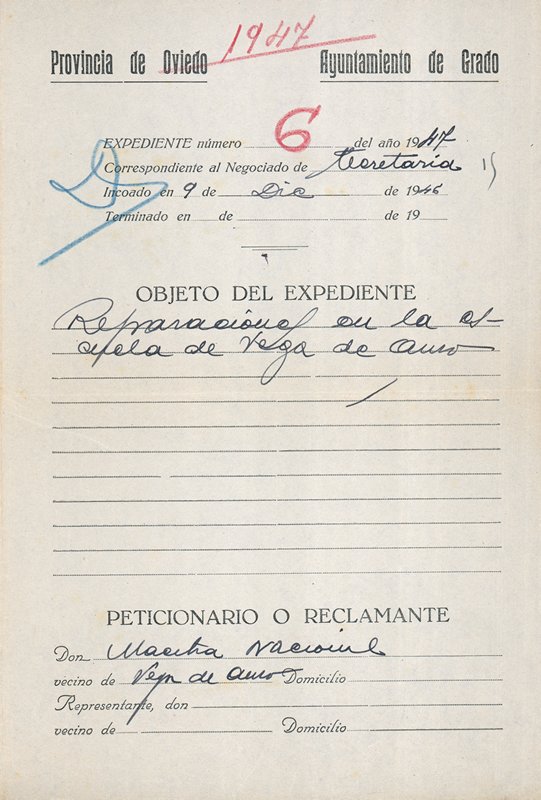 1947
Provincia de Oviedo Ayuntamiento de Grado
EXPEDIENTE número 6 del año 1947
Correspondiente al Negociado de Secretaría
Incoado en 9 de Dic de 1946
Terminado en de de 19
OBJETO DEL EXPEDIENTE
Reparaciónes en la es-
cuela de Vega de Anzo
PETICIONARIO O RECLAMANTE
Don Maestra Nacional
vecino de Vega de Anzo Domicilio
Representante, don
vecino de Domicilio